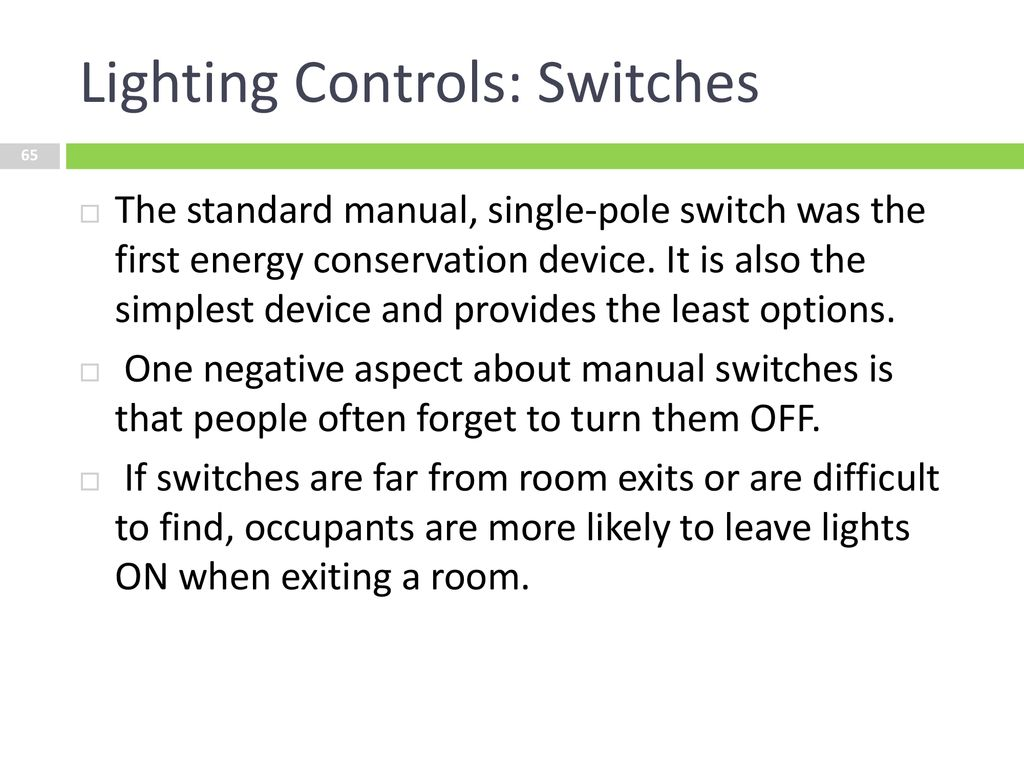 Lighting Controls: Switches
65
The standard manual, single-pole switch was the
first energy conservation device. It is also the
simplest device and provides the least options.
One negative aspect about manual switches is
that people often forget to turn them OFF.
If switches are far from room exits or are difficult
to find, occupants are more likely to leave lights
ON when exiting a room.